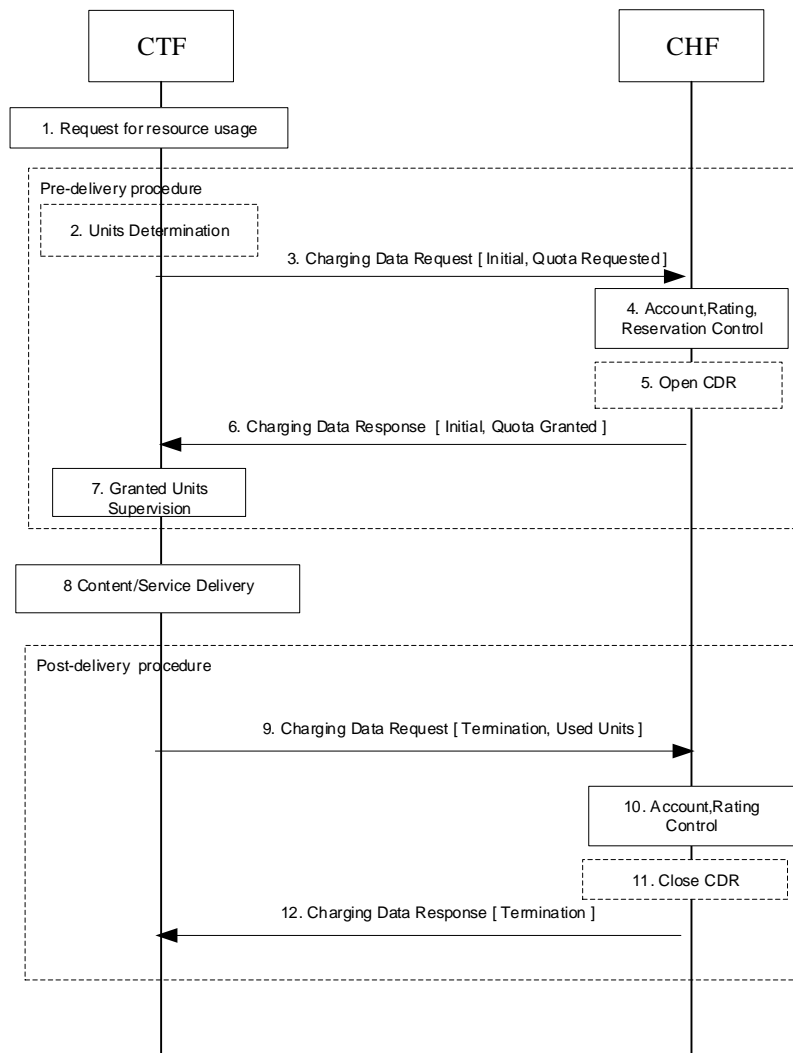 CTF
CHF
1. Request for resource usage
Pre-delivery procedure
2. Units Determination
3. Charging Data Request [ Initial, Quota Requested ]
4. Account,Rating,
Reservation Control
5. Open CDR
6. Charging Data Response [ Initial, Quota Granted ]
7. Granted Units
Supervision
8 Content/Service Delivery
Post-delivery procedure
9. Charging Data Request [ Termination, Used Units ]
10. Account,Rating
Control
11. Close CDR
12. Charging Data Response [ Termination ]